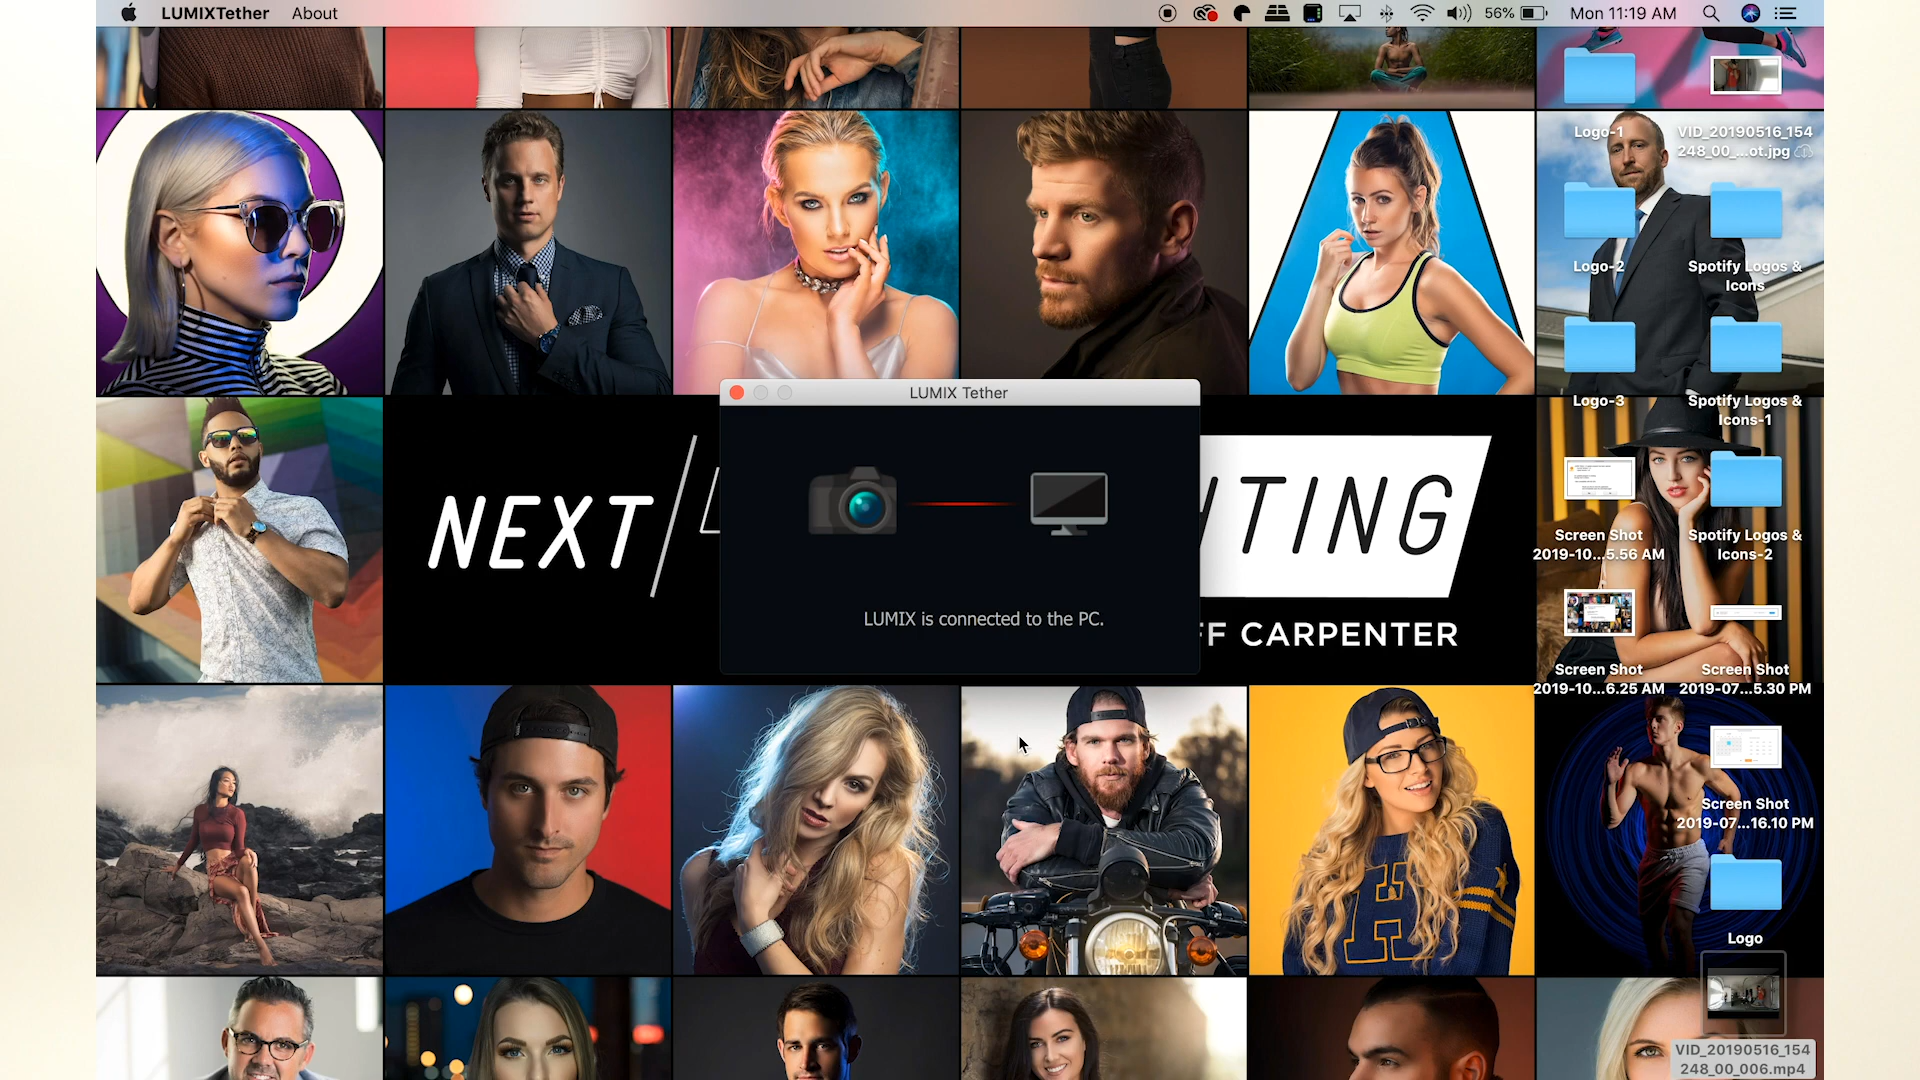 LUMIXTether About 56% Mon 11:19 AM
Logo-1
VID_20190516_154
248_00_...ot.jpg
Logo-2
Spotify Logos &
Icons
LUMIX Tether
Logo-3
Spotify Logos &
Icons-1
NEXT
TING
Screen Shot
2019-10...5.56 AM
Spotify Logos &
Icons-2
LUMIX is connected to the PC.
FF CARPENTER
Screen Shot
2019-10...6.25 AM
Screen Shot
2019-07...5.30 PM
Screen Shot
2019-07...16.10 PM
H
Logo
VID_20190516_154
248_00_006.mp4